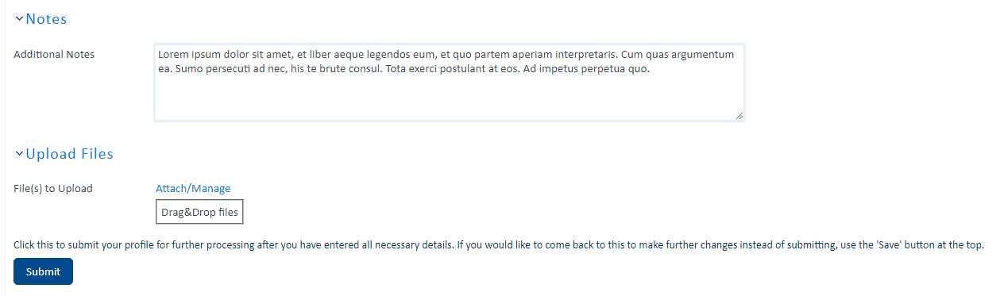 Notes
Additional Notes
Lorem ipsum dolor sit amet, et liber aeque legendos eum, et quo partem aperiam interpretaris. Cum quas argumentum
ea. Sumo persecuti ad nec, his te brute consul. Tota exerci postulant at eos. Ad impetus perpetua quo.
Upload Files
File(s) to Upload
Attach/Manage
Drag&Drop files
Click this to submit your profile for further processing after you have entered all necessary details. If you would like to come back to this to make further changes instead of submitting, use the 'Save' button at the top.
Submit